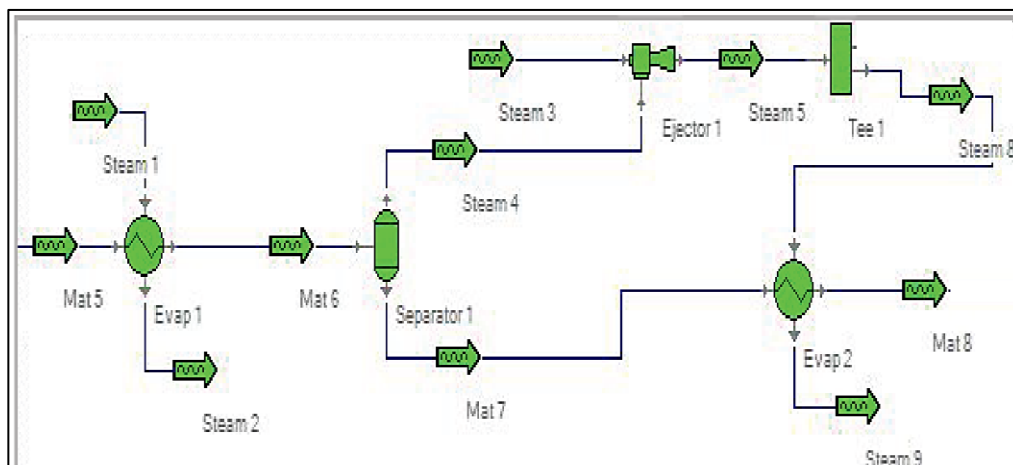 Steam 3
Ejector 1
Steam 5
Tee 1
Steam 8
Steam 1
Steam 4
Mat 5
Evap 1
Mat 6
Separator 1
Mat 7
Evap 2
Mat 8
Steam 2
Steam 9